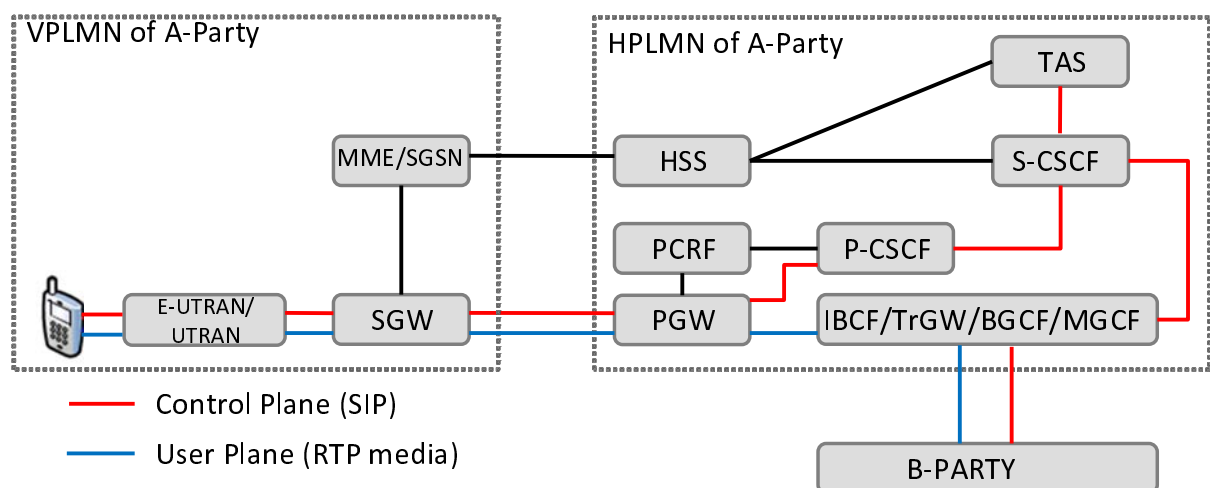 VPLMN of A-Party
HPLMN of A-Party
TAS
MME/SGSN
HSS
S-CSCF
PCRF
P-CSCF
E-UTRAN/
UTRAN
SGW
PGW
IBCF/TrGW/BGCF/MGCF
Control Plane (SIP)
User Plane (RTP media)
B-PARTY